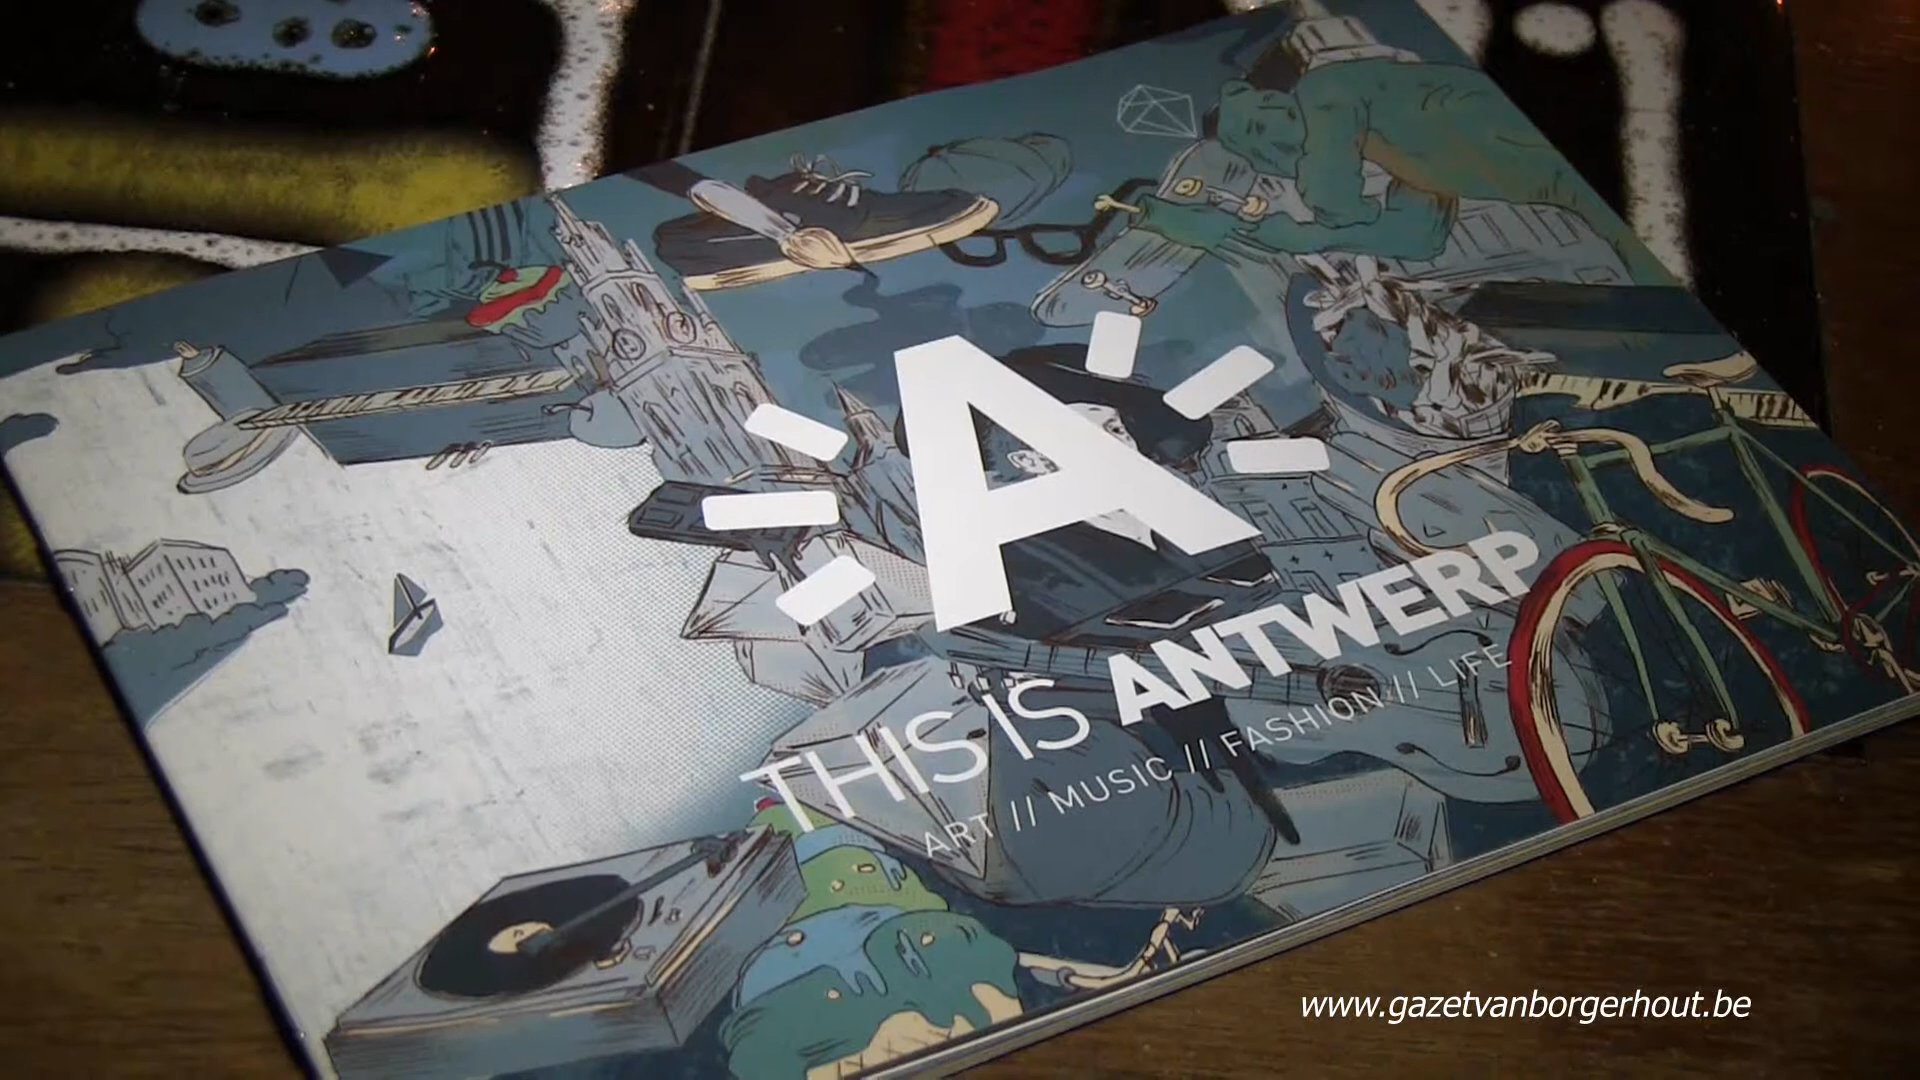 A
THIS IS ANTWERP
ART // MUSIC // FASHION // LIFE
www.gazetvanborgerhout.be